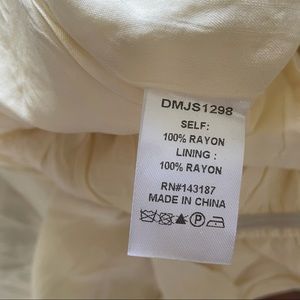 DMJS1298
SELF:
100% RAYON
LINING :
100% RAYON
RN#143187
MADE IN CHINA